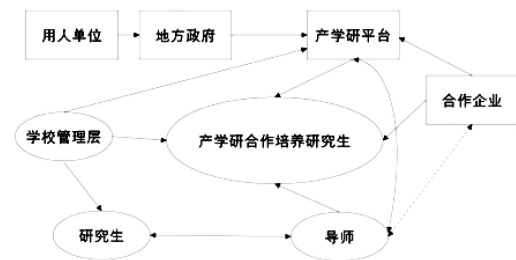 用人单位
地方政府
产学研平台
合作企业
学校管理层
产学研合作培养研究生
研究生
导师